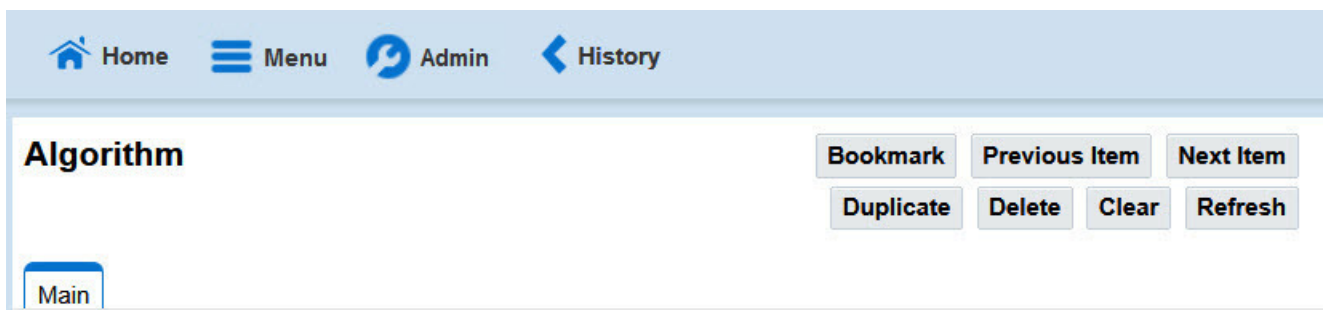 Home Menu Admin History
Algorithm Bookmark Previous Item Next Item
Duplicate Delete Clear Refresh
Main